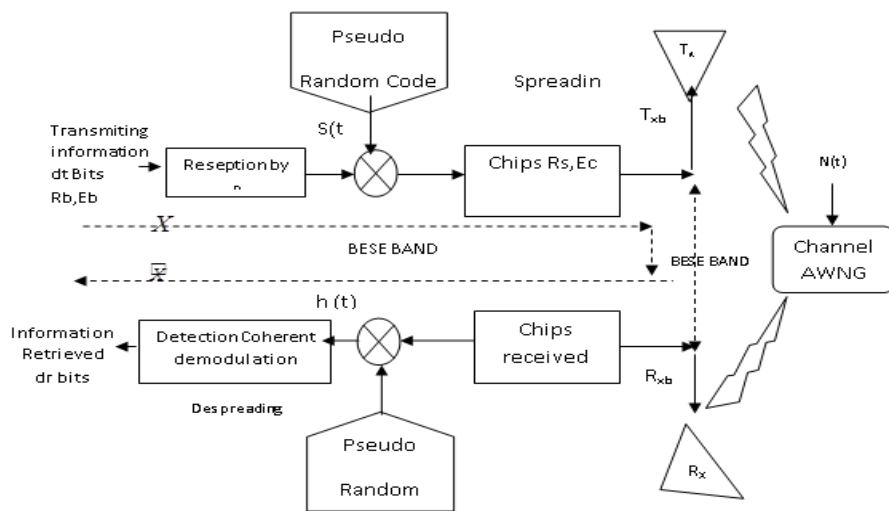 Pseudo
Random Code
Spreadin
Tx
Txb
S(t
Transmiting
information
dt Bits
Rb,Eb
Reseption by
Chips Rs,Ec
N(t)
X
BESE BAND
BESE BAND
Channel
AWNG
X
h (t)
Information
Retrieved
dr bits
Detection Coherent
demodulation
Chips
received
Rxb
Despreading
Pseudo
Random
Rx